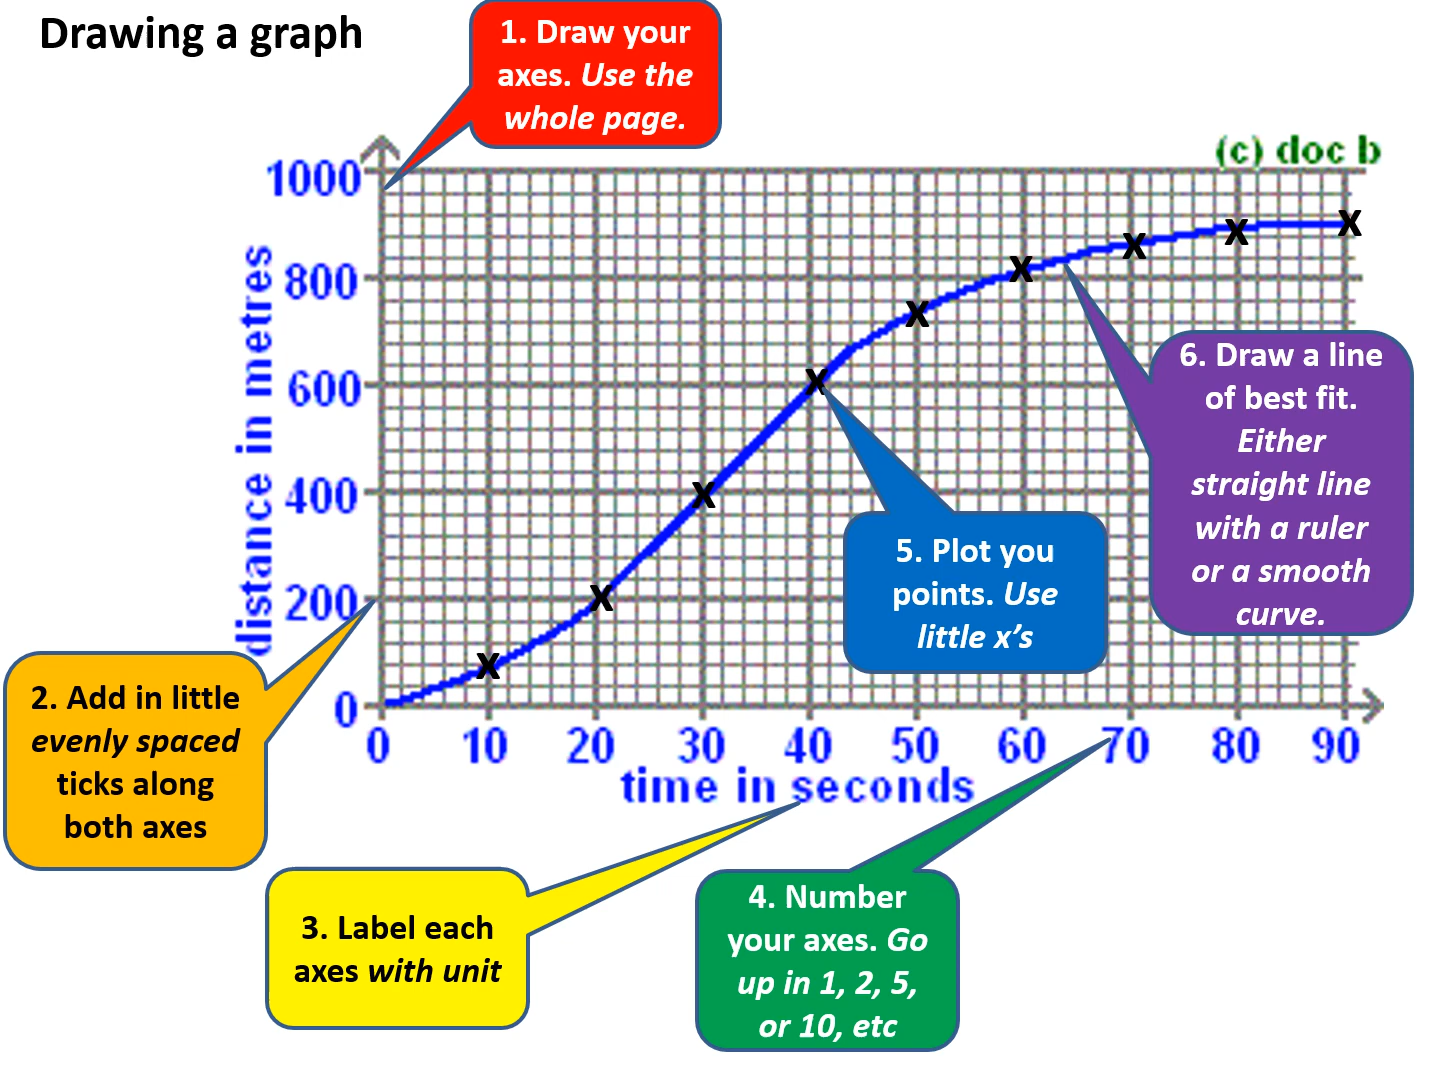 Drawing a graph
1. Draw your
axes. Use the
whole page.
(c) doc b
1000
800
600
400
200
0
distance in metres
0 10 20 30 40 50 60 70 80 90
time in seconds
6. Draw a line
of best fit.
Either
straight line
with a ruler
or a smooth
curve.
5. Plot you
points. Use
little x's
2. Add in little
evenly spaced
ticks along
both axes
3. Label each
axes with unit
4. Number
your axes. Go
up in 1, 2, 5,
or 10, etc